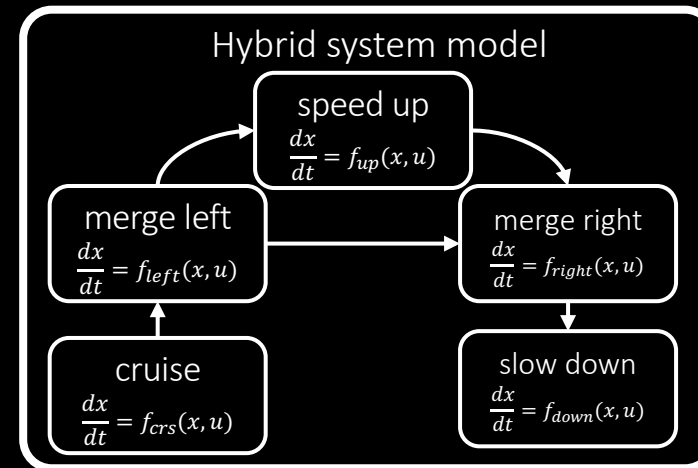 Hybrid system model
speed up
dx/dt = f_up(x, u)
merge left
dx/dt = f_left(x, u)
merge right
dx/dt = f_right(x, u)
cruise
dx/dt = f_crs(x, u)
slow down
dx/dt = f_down(x, u)